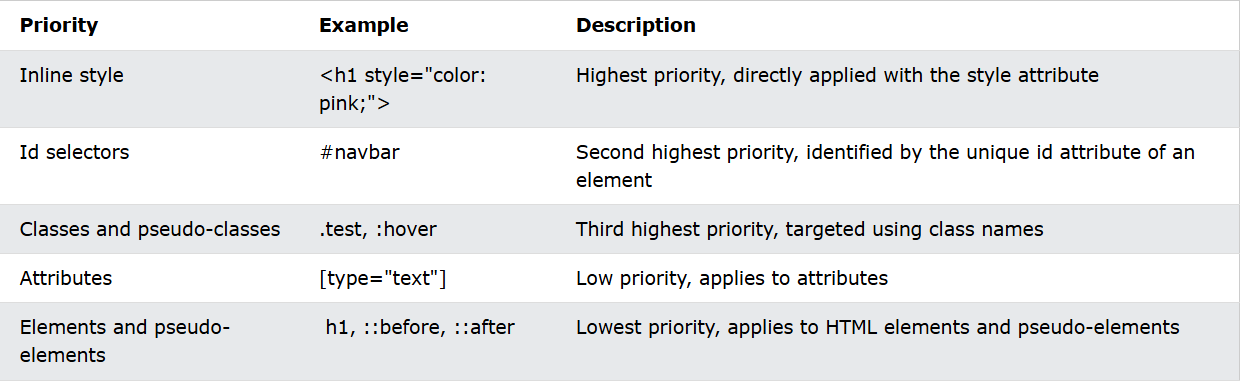 Priority Example Description
Inline style <h1 style="color: Highest priority, directly applied with the style attribute
pink;">
Id selectors #navbar Second highest priority, identified by the unique id attribute of an
element
Classes and pseudo-classes .test, :hover Third highest priority, targeted using class names
Attributes [type="text"] Low priority, applies to attributes
Elements and pseudo- h1, ::before, ::after Lowest priority, applies to HTML elements and pseudo-elements
elements